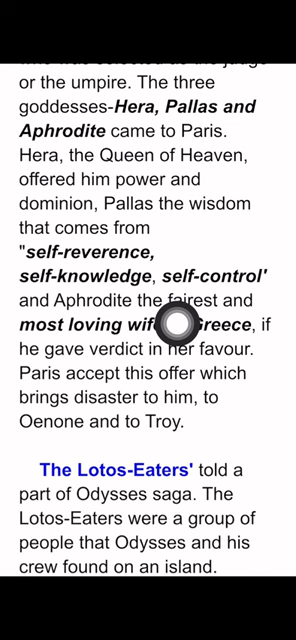 or the umpire. The three
goddesses-Hera, Pallas and
Aphrodite came to Paris.
Hera, the Queen of Heaven,
offered him power and
dominion, Pallas the wisdom
that comes from
"self-reverence,
self-knowledge, self-control'
and Aphrodite the fairest and
most loving wife Greece, if
he gave verdict in her favour.
Paris accept this offer which
brings disaster to him, to
Oenone and to Troy.
The Lotos-Eaters' told a
part of Odysses saga. The
Lotos-Eaters were a group of
people that Odysses and his
crew found on an island.